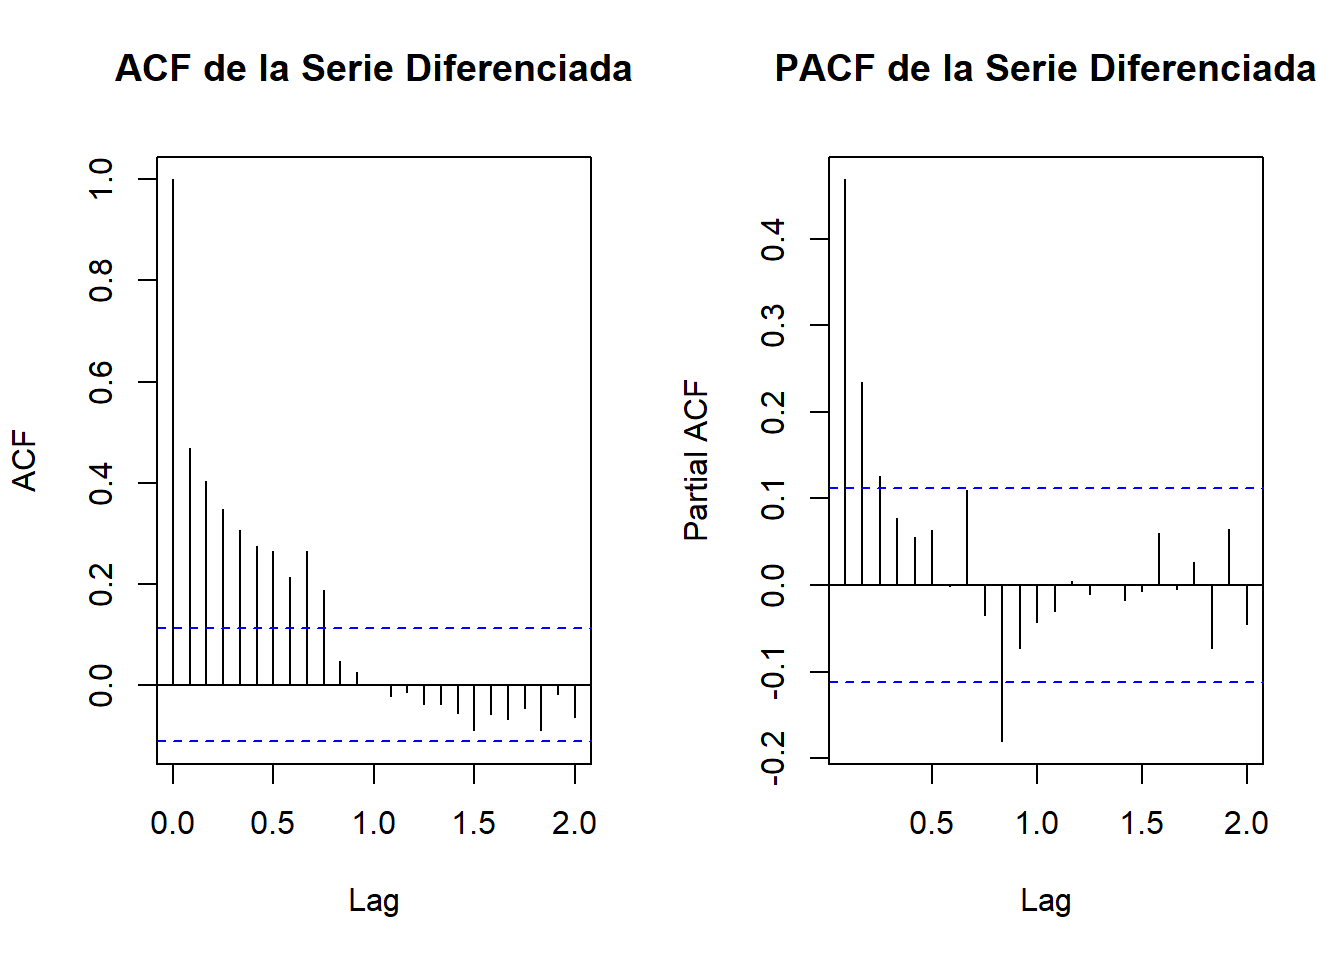 ACF de la Serie Diferenciada
ACF
1.0
0.8
0.6
0.4
0.2
0.0
0.0 0.5 1.0 1.5 2.0
Lag
PACF de la Serie Diferenciada
Partial ACF
0.4
0.3
0.2
0.1
0.0
-0.1
-0.2
0.5 1.0 1.5 2.0
Lag